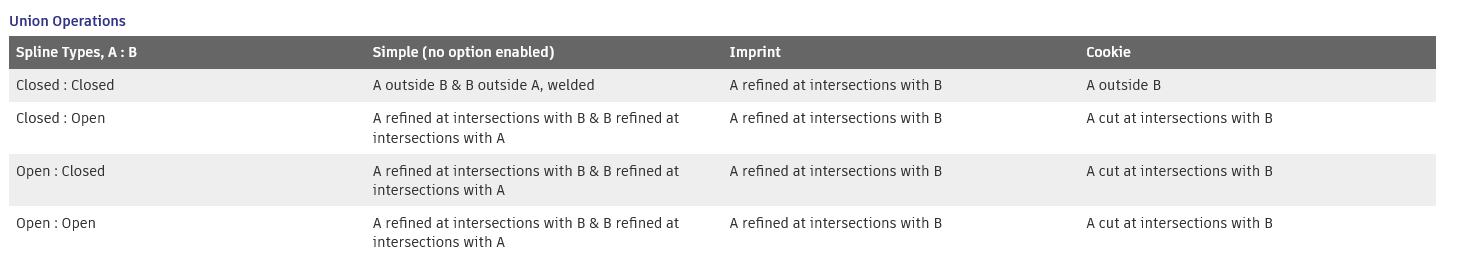 Union Operations
Spline Types, A : B Simple (no option enabled) Imprint Cookie
Closed : Closed A outside B & B outside A, welded A refined at intersections with B A outside B
Closed : Open A refined at intersections with B & B refined at intersections with A A refined at intersections with B A cut at intersections with B
Open : Closed A refined at intersections with B & B refined at intersections with A A refined at intersections with B A cut at intersections with B
Open : Open A refined at intersections with B & B refined at intersections with A A refined at intersections with B A cut at intersections with B